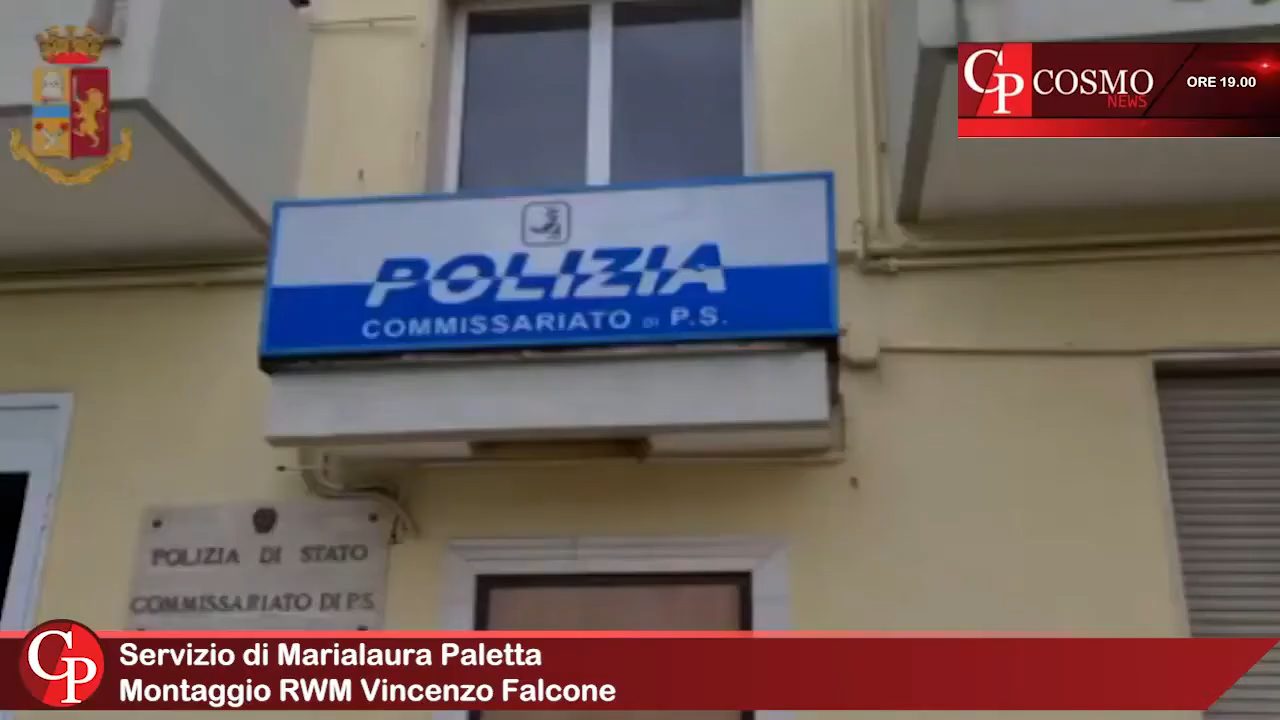 CP COSMO
NEWS
ORE 19.00
POLIZIA
COMMISSARIATO DI P.S.
POLIZIA DI STATO
COMMISSARIATO DI P.S.
CP
Servizio di Marialaura Paletta
Montaggio RWM Vincenzo Falcone